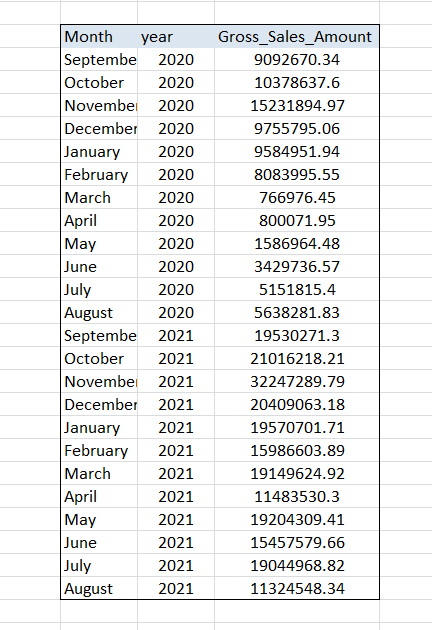 Month year Gross_Sales_Amount
Septembe 2020 9092670.34
October 2020 10378637.6
November 2020 15231894.97
December 2020 9755795.06
January 2020 9584951.94
February 2020 8083995.55
March 2020 766976.45
April 2020 800071.95
May 2020 1586964.48
June 2020 3429736.57
July 2020 5151815.4
August 2020 5638281.83
Septembe 2021 19530271.3
October 2021 21016218.21
November 2021 32247289.79
December 2021 20409063.18
January 2021 19570701.71
February 2021 15986603.89
March 2021 19149624.92
April 2021 11483530.3
May 2021 19204309.41
June 2021 15457579.66
July 2021 19044968.82
August 2021 11324548.34